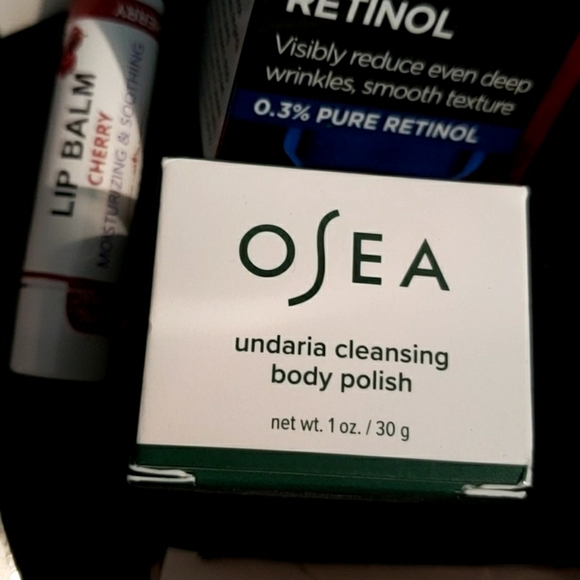 CHERRY
LIP BALM
CHERRY
MOISTURIZING & SOOTHING
RETINOL
Visibly reduce even deep
wrinkles, smooth texture
0.3% PURE RETINOL
OSEA
undaria cleansing
body polish
net wt. 1 oz. / 30 g